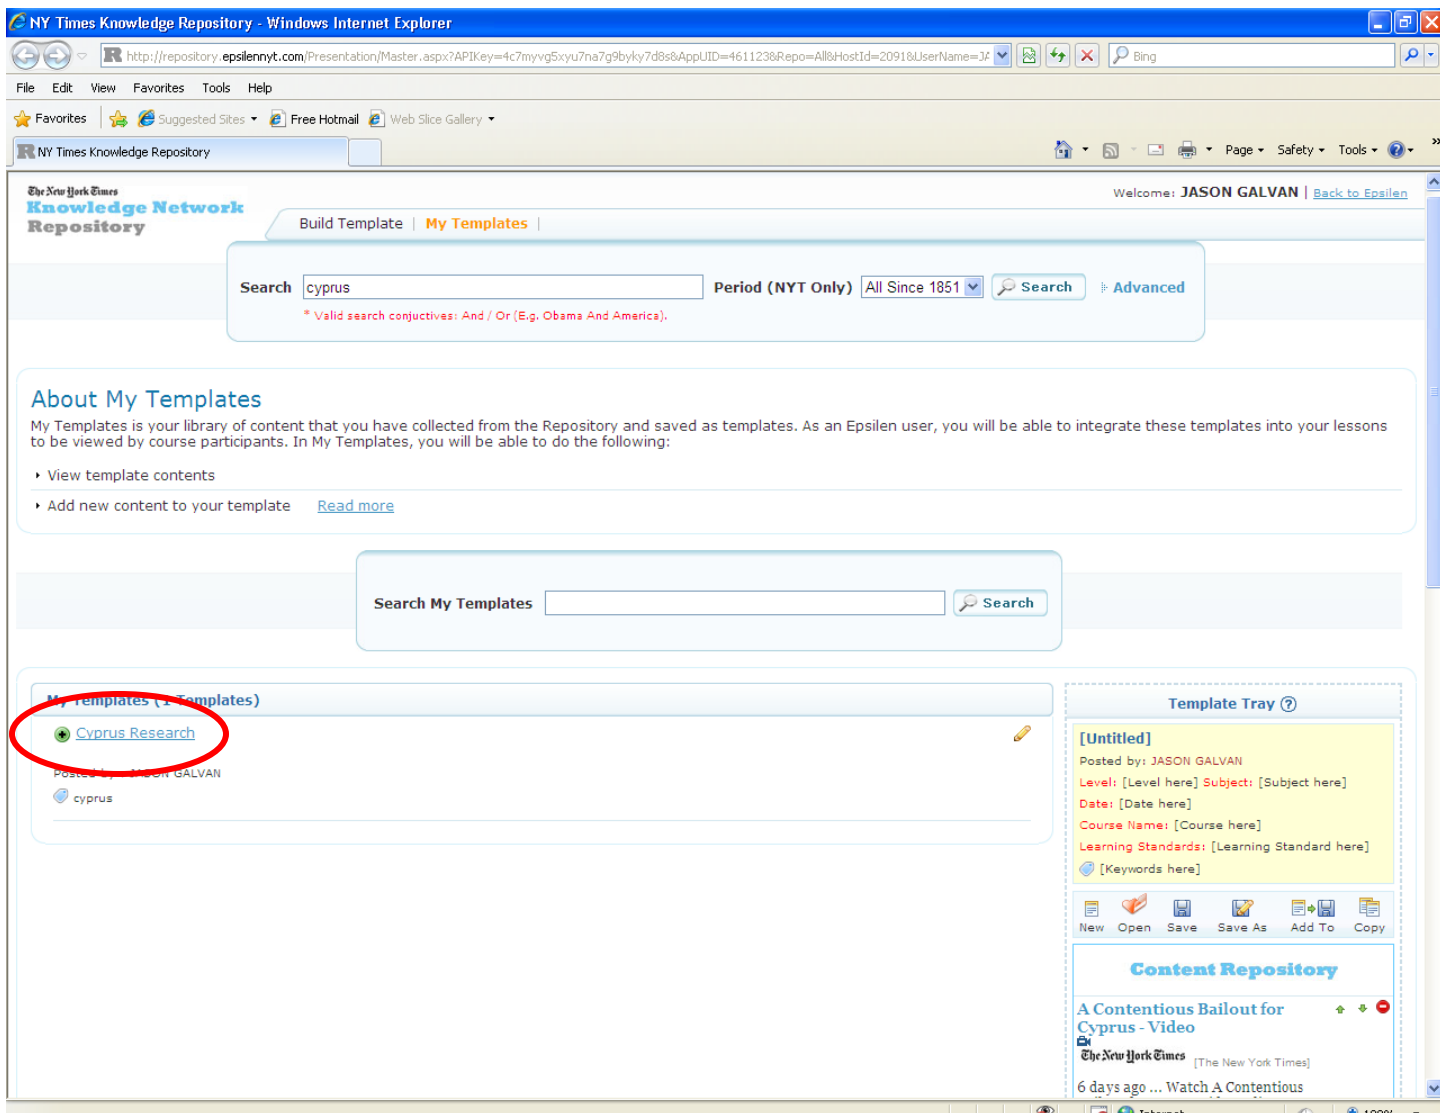 NY Times Knowledge Repository - Windows Internet Explorer
http://repository.epsilennyt.com/Presentation/Master.aspx?APIKey=4c7myvg5xyu7na7g9byky7d8s&AppUID=461123&Repo=All&HostId=2091&UserName=JA
Bing
File Edit View Favorites Tools Help
Favorites Suggested Sites Free Hotmail Web Slice Gallery
NY Times Knowledge Repository
Page Safety Tools
The New York Times
Knowledge Network
Repository
Welcome: JASON GALVAN | Back to Epsilen
Build Template | My Templates |
Search cyprus Period (NYT Only) All Since 1851 Search Advanced
* Valid search conjuctives: And / Or (E.g. Obama And America).
About My Templates
My Templates is your library of content that you have collected from the Repository and saved as templates. As an Epsilen user, you will be able to integrate these templates into your lessons
to be viewed by course participants. In My Templates, you will be able to do the following:
View template contents
Add new content to your template Read more
Search My Templates Search
My Templates (1 Templates)
Cyprus Research
Posted by : JASON GALVAN
cyprus
Template Tray
[Untitled]
Posted by: JASON GALVAN
Level: [Level here] Subject: [Subject here]
Date: [Date here]
Course Name: [Course here]
Learning Standards: [Learning Standard here]
[Keywords here]
New Open Save Save As Add To Copy
Content Repository
A Contentious Bailout for
Cyprus - Video
The New York Times [The New York Times]
6 days ago ... Watch A Contentious
Internet 100%